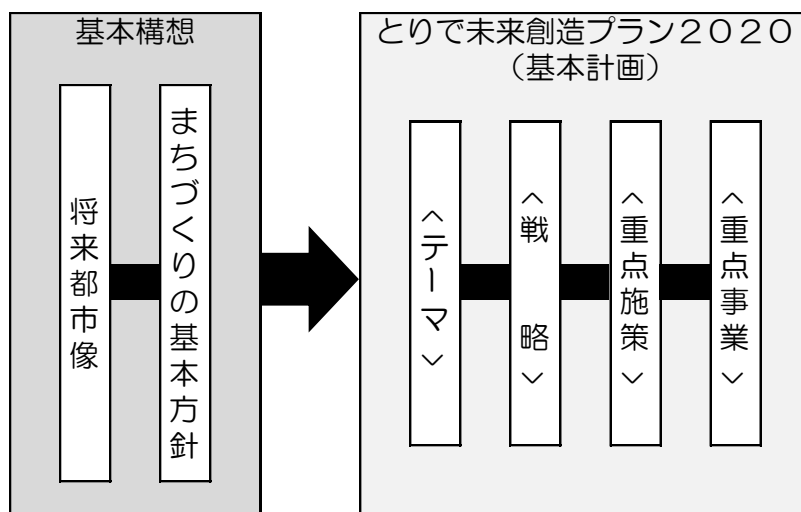 基本構想
将来都市像
まちづくりの基本方針
とりで未来創造プラン２０２０
（基本計画）
＜テーマ＞
＜戦　略＞
＜重点施策＞
＜重点事業＞